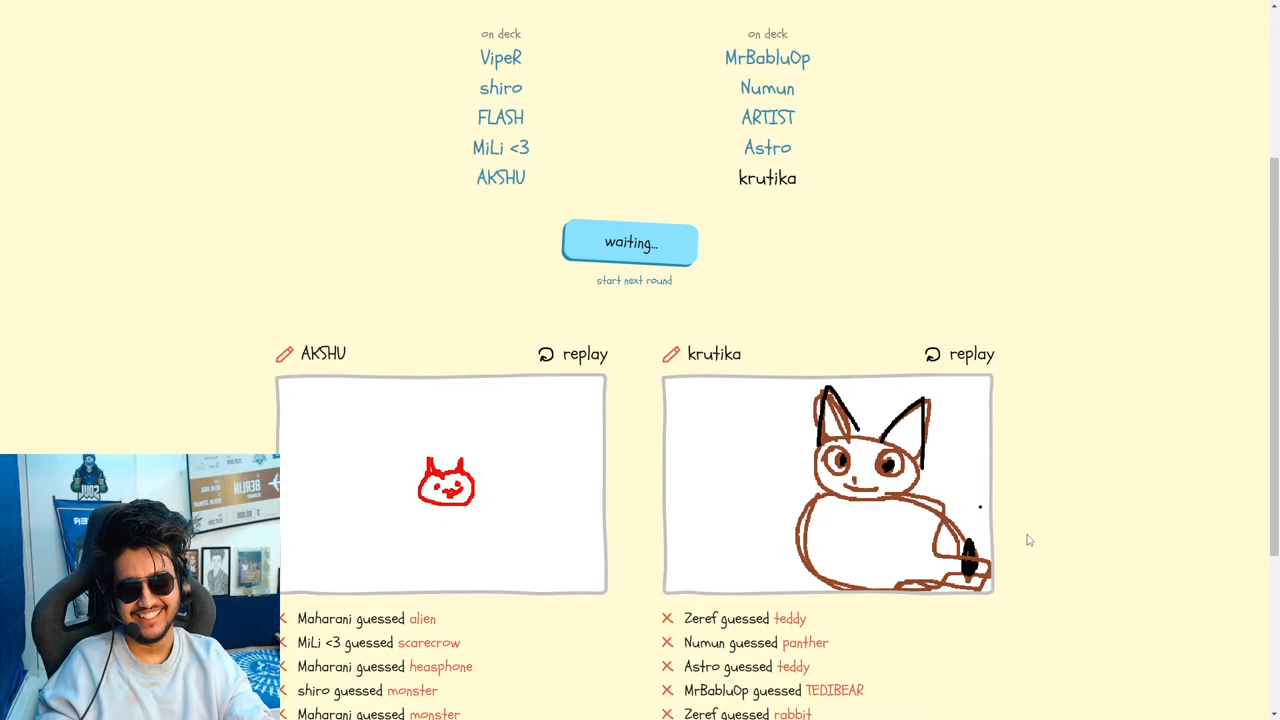 on deck
VipeR
shiro
FLASH
MiLi <3
AKSHU
on deck
MrBabluOp
Numun
ARTIST
Astro
krutika
waiting...
start next round
AKSHU
replay
krutika
replay
Maharani guessed alien
MiLi <3 guessed scarecrow
Maharani guessed heasphone
shiro guessed monster
Maharani guessed monster
Zeref guessed teddy
Numun guessed panther
Astro guessed teddy
MrBabluOp guessed TEDIBEAR
Zeref guessed rabbit
BERLIN